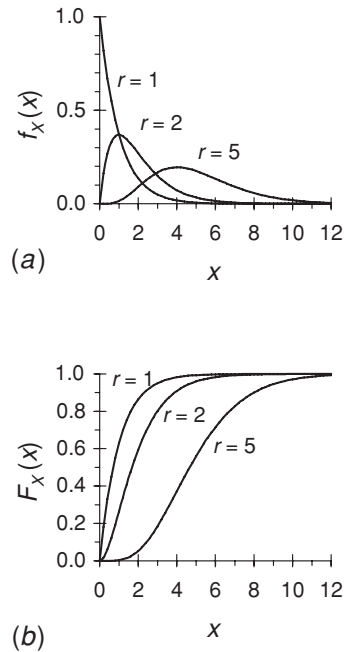 1.0
r = 1
r = 2
0.5
r = 5
f_X(x)
0.0
0 2 4 6 8 10 12
(a)
x
1.0
r = 1
0.8
r = 2
0.6
r = 5
F_X(x)
0.4
0.2
0.0
0 2 4 6 8 10 12
(b)
x